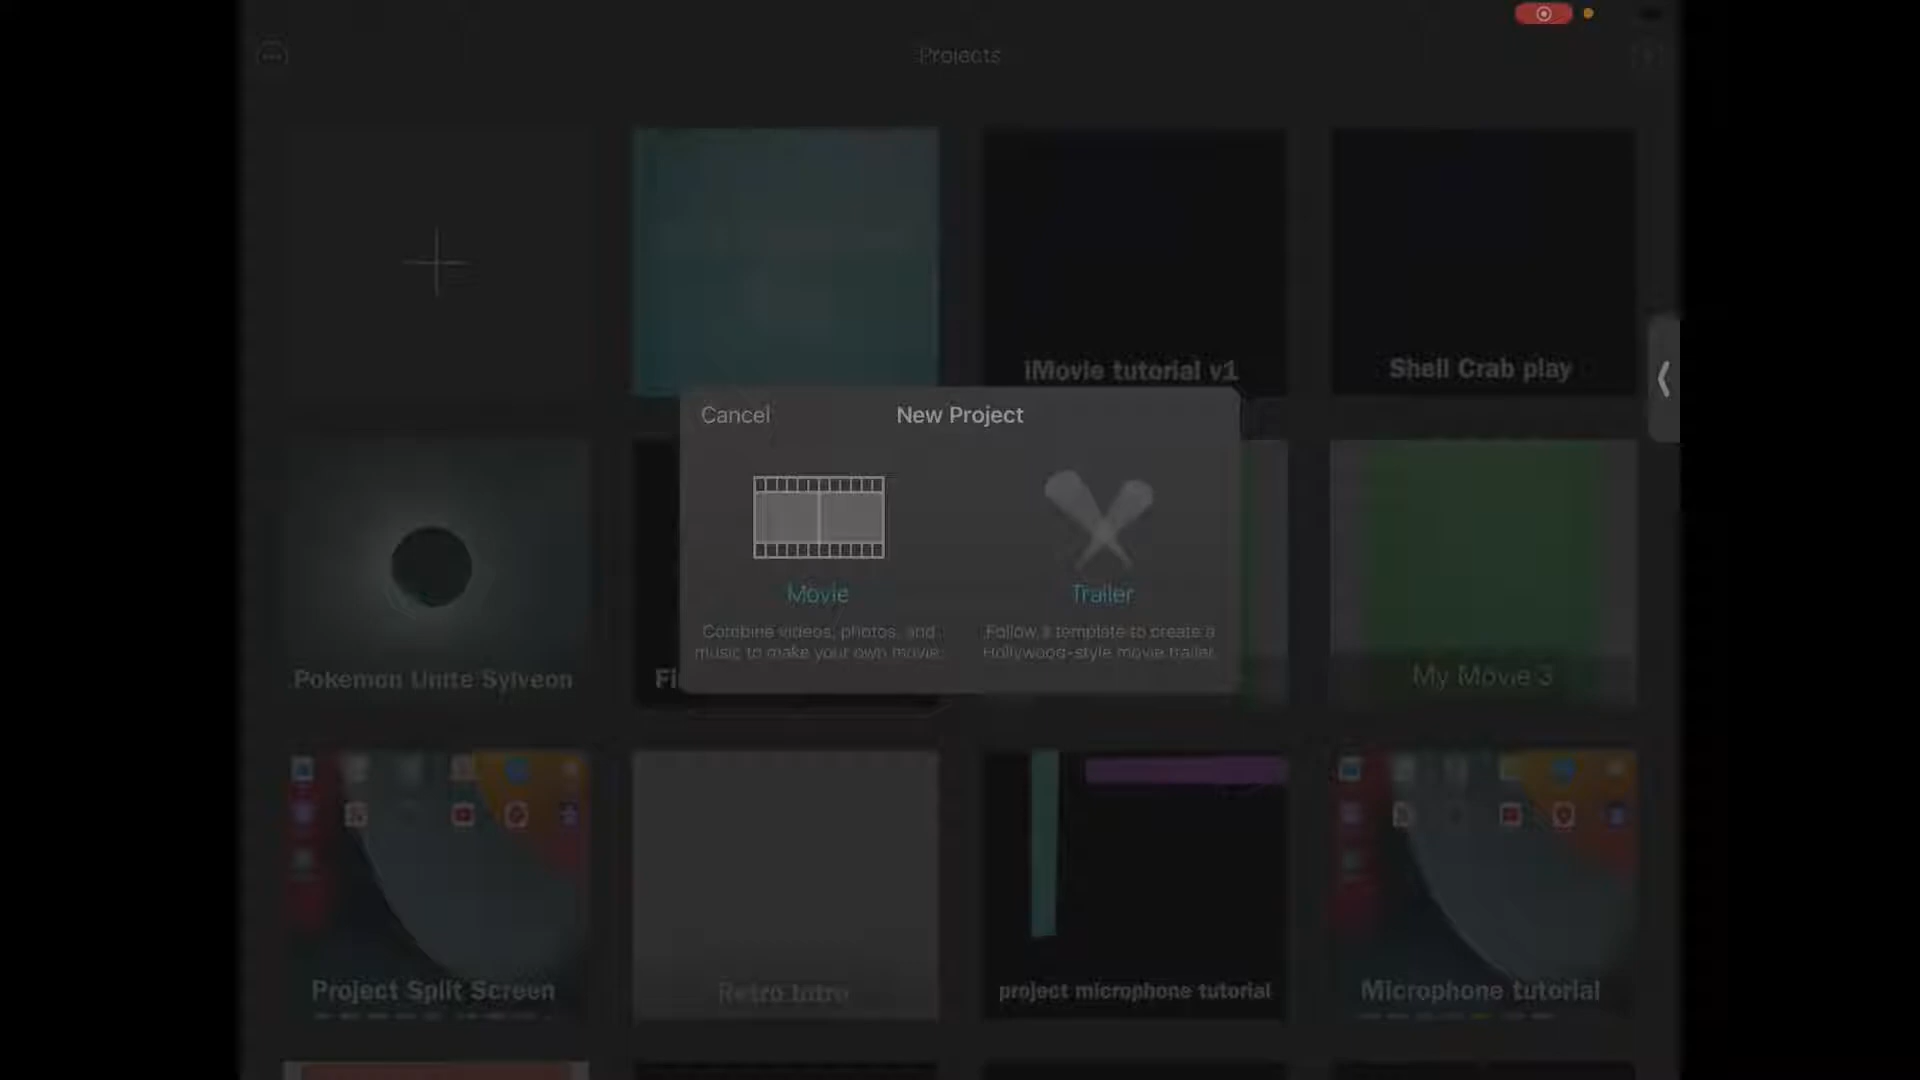 Projects
iMovie tutorial v1
Shell Crab play
Cancel
New Project
Movie
Trailer
Combine videos, photos, and
music to make your own movie.
Follow a template to create a
Hollywood-style movie trailer.
Pokemon Unite Sylveon
Fi
My Movie 3
Project Split Screen
Retro Intro
project microphone tutorial
Microphone tutorial